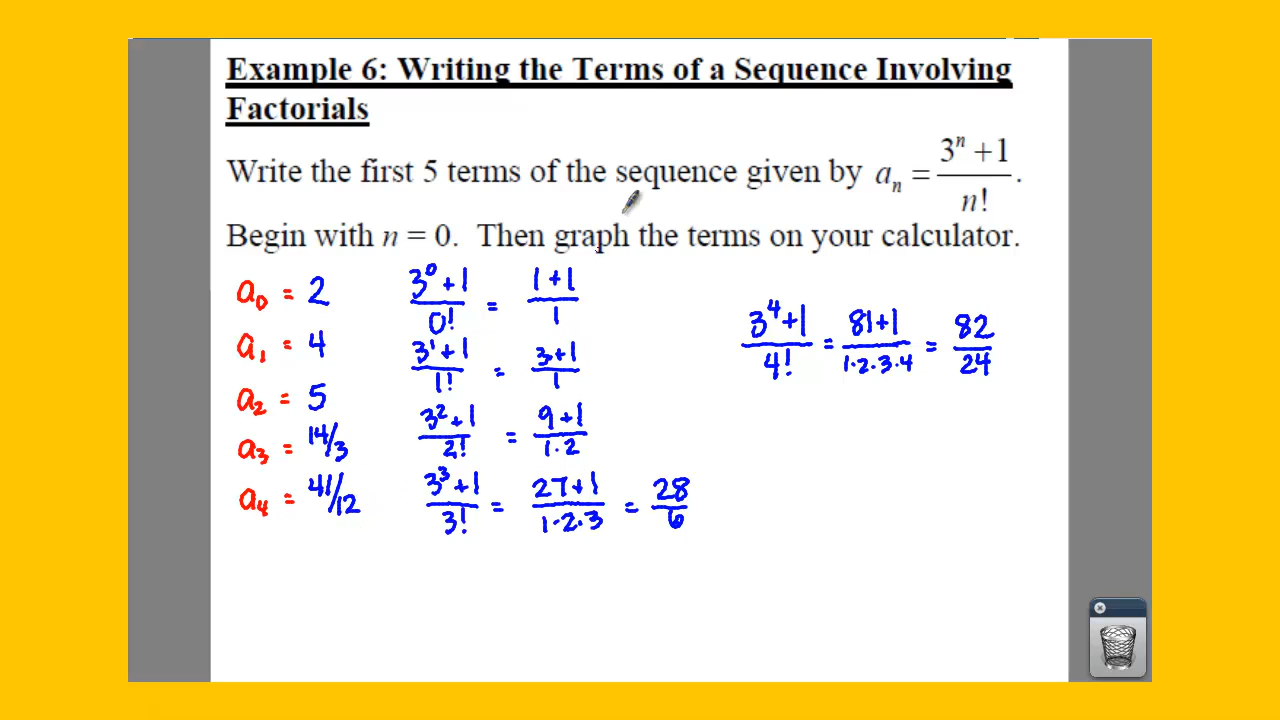 Example 6: Writing the Terms of a Sequence Involving
Factorials
Write the first 5 terms of the sequence given by aₙ = (3ⁿ + 1)/n!.
Begin with n = 0. Then graph the terms on your calculator.
a₀ = 2 (3⁰ + 1)/0! = (1 + 1)/1
a₁ = 4 (3¹ + 1)/1! = (3 + 1)/1
a₂ = 5 (3² + 1)/2! = (9 + 1)/(1·2)
a₃ = 14/3 (3³ + 1)/3! = (27 + 1)/(1·2·3) = 28/6
a₄ = 41/12
(3⁴ + 1)/4! = (81 + 1)/(1·2·3·4) = 82/24